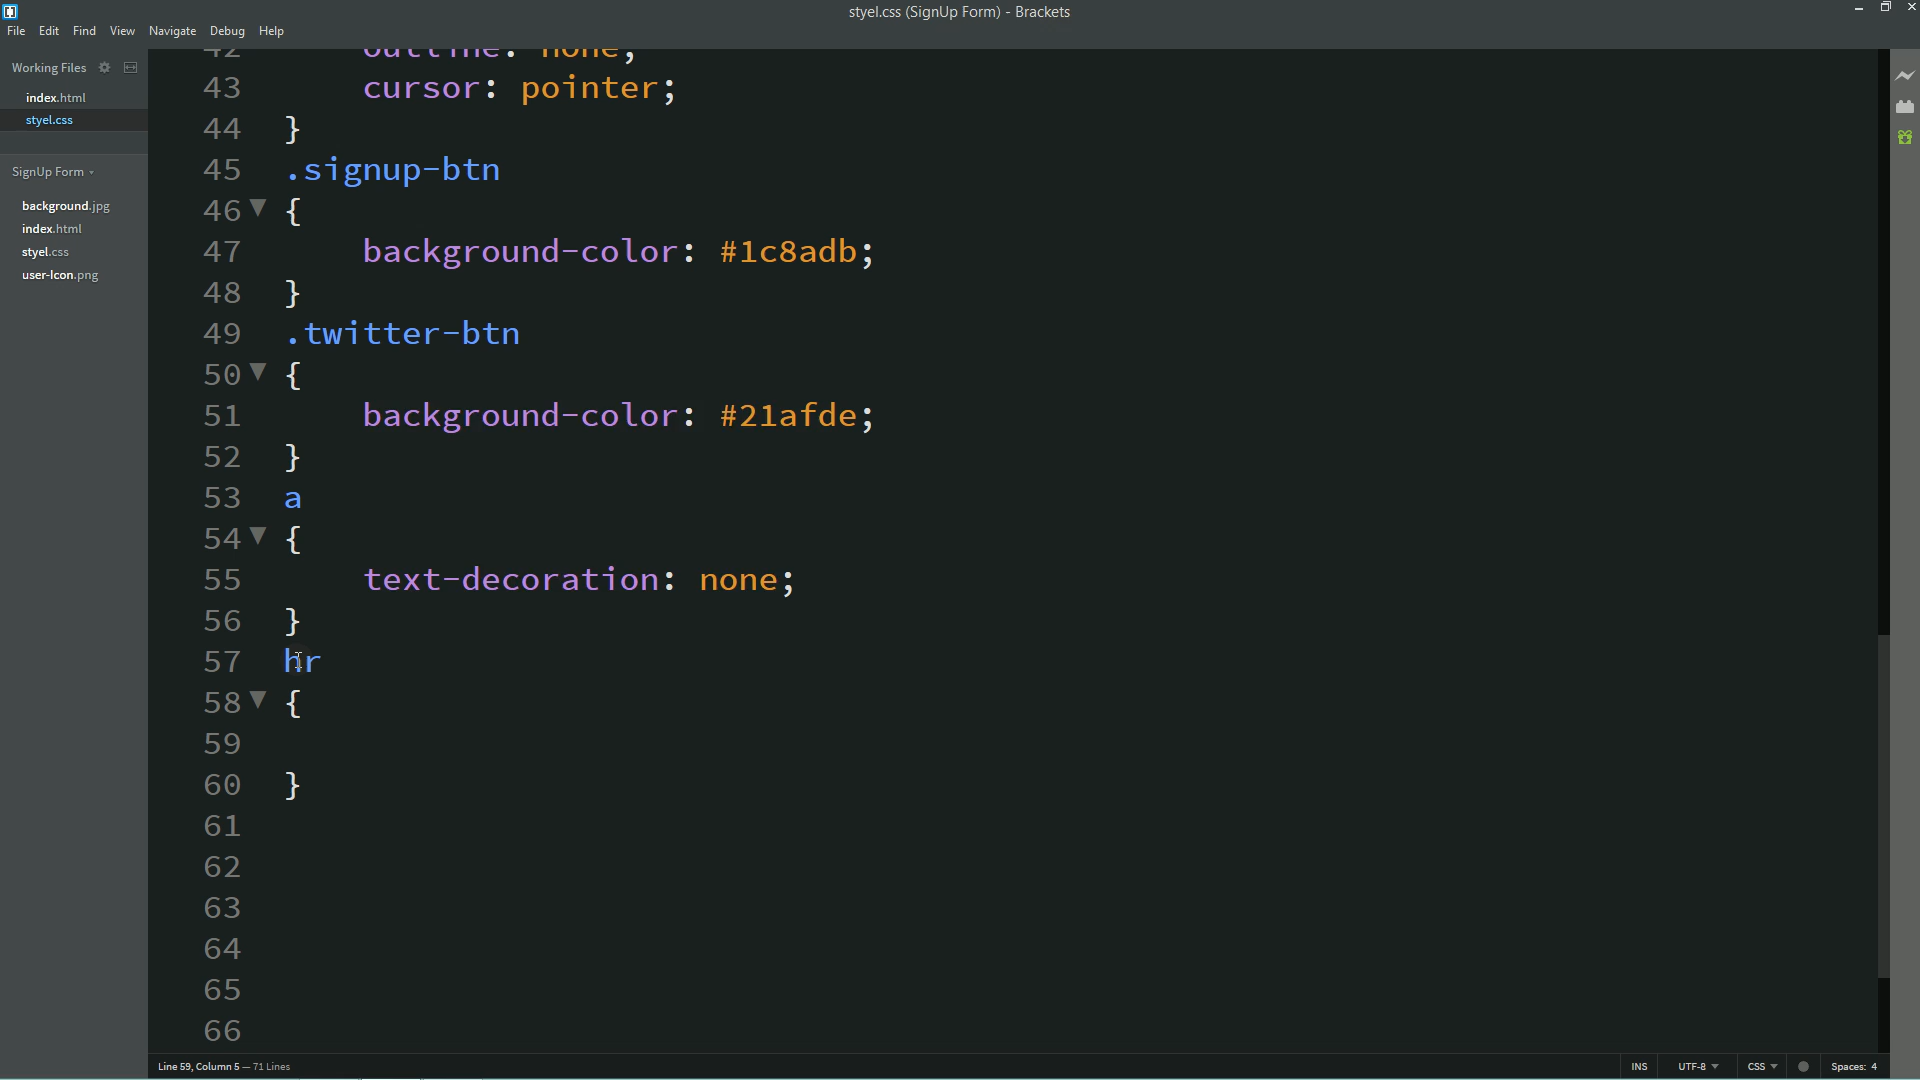 styel.css (SignUp Form) - Brackets
File Edit Find View Navigate Debug Help
Working Files
index.html
styel.css
SignUp Form
background.jpg
index.html
styel.css
user-Icon.png
42 outline: none;
43 cursor: pointer;
44 }
45 .signup-btn
46 {
47 background-color: #1c8adb;
48 }
49 .twitter-btn
50 {
51 background-color: #21afde;
52 }
53 a
54 {
55 text-decoration: none;
56 }
57 hr
58 {
59
60 }
61
62
63
64
65
66
Line 59, Column 5 — 71 Lines
INS UTF-8 CSS Spaces: 4